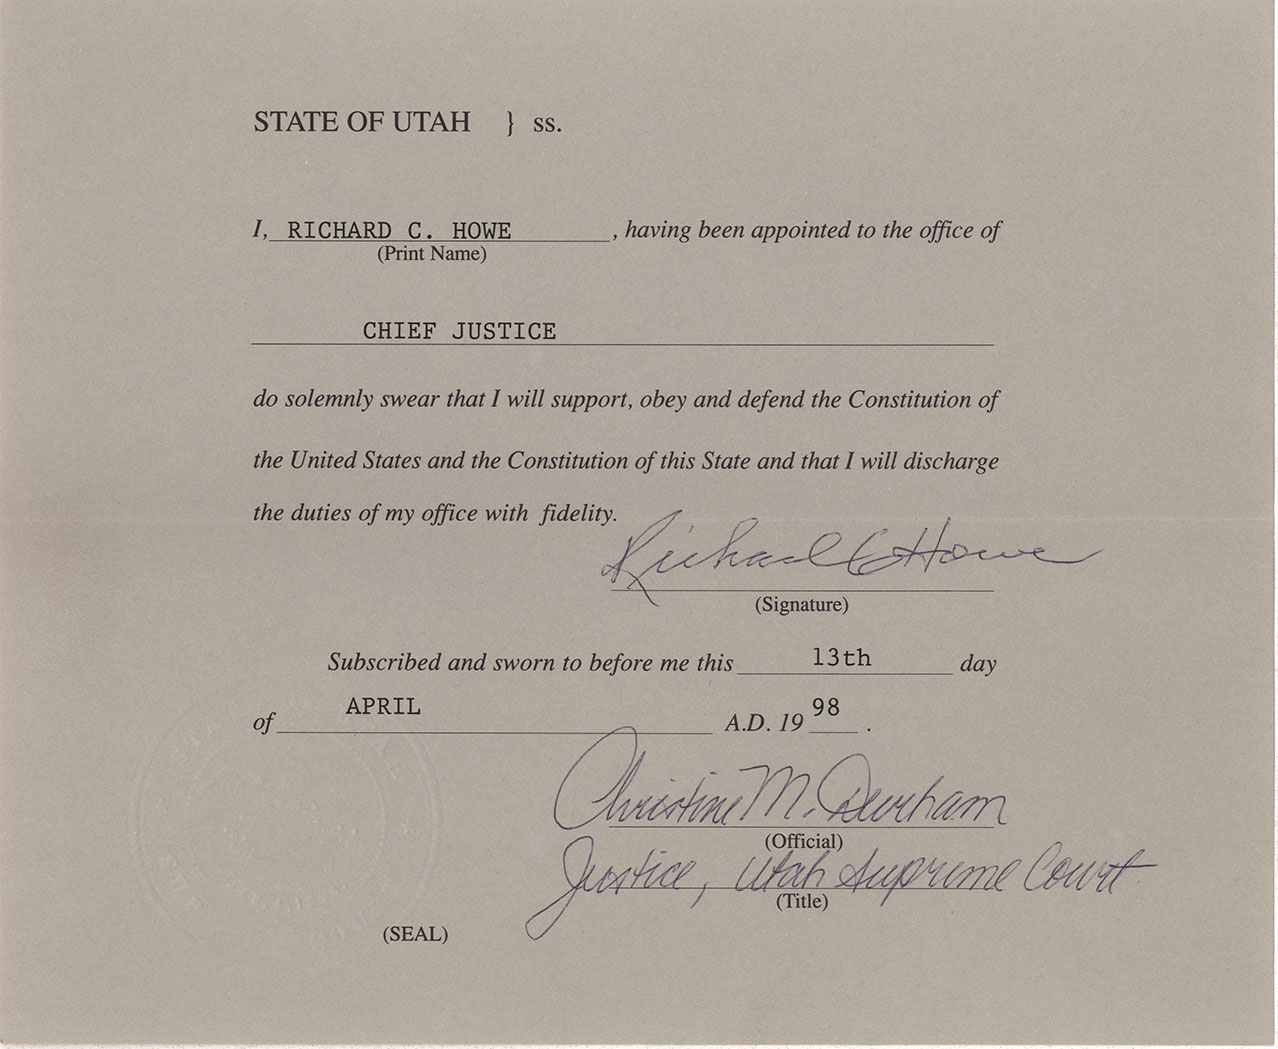 STATE OF UTAH } ss.
I, RICHARD C. HOWE, having been appointed to the office of
(Print Name)
CHIEF JUSTICE
do solemnly swear that I will support, obey and defend the Constitution of
the United States and the Constitution of this State and that I will discharge
the duties of my office with fidelity.
Richard C Howe
(Signature)
Subscribed and sworn to before me this 13th day
of APRIL A.D. 1998.
Christine M. Durham
(Official)
Justice, Utah Supreme Court
(Title)
(SEAL)